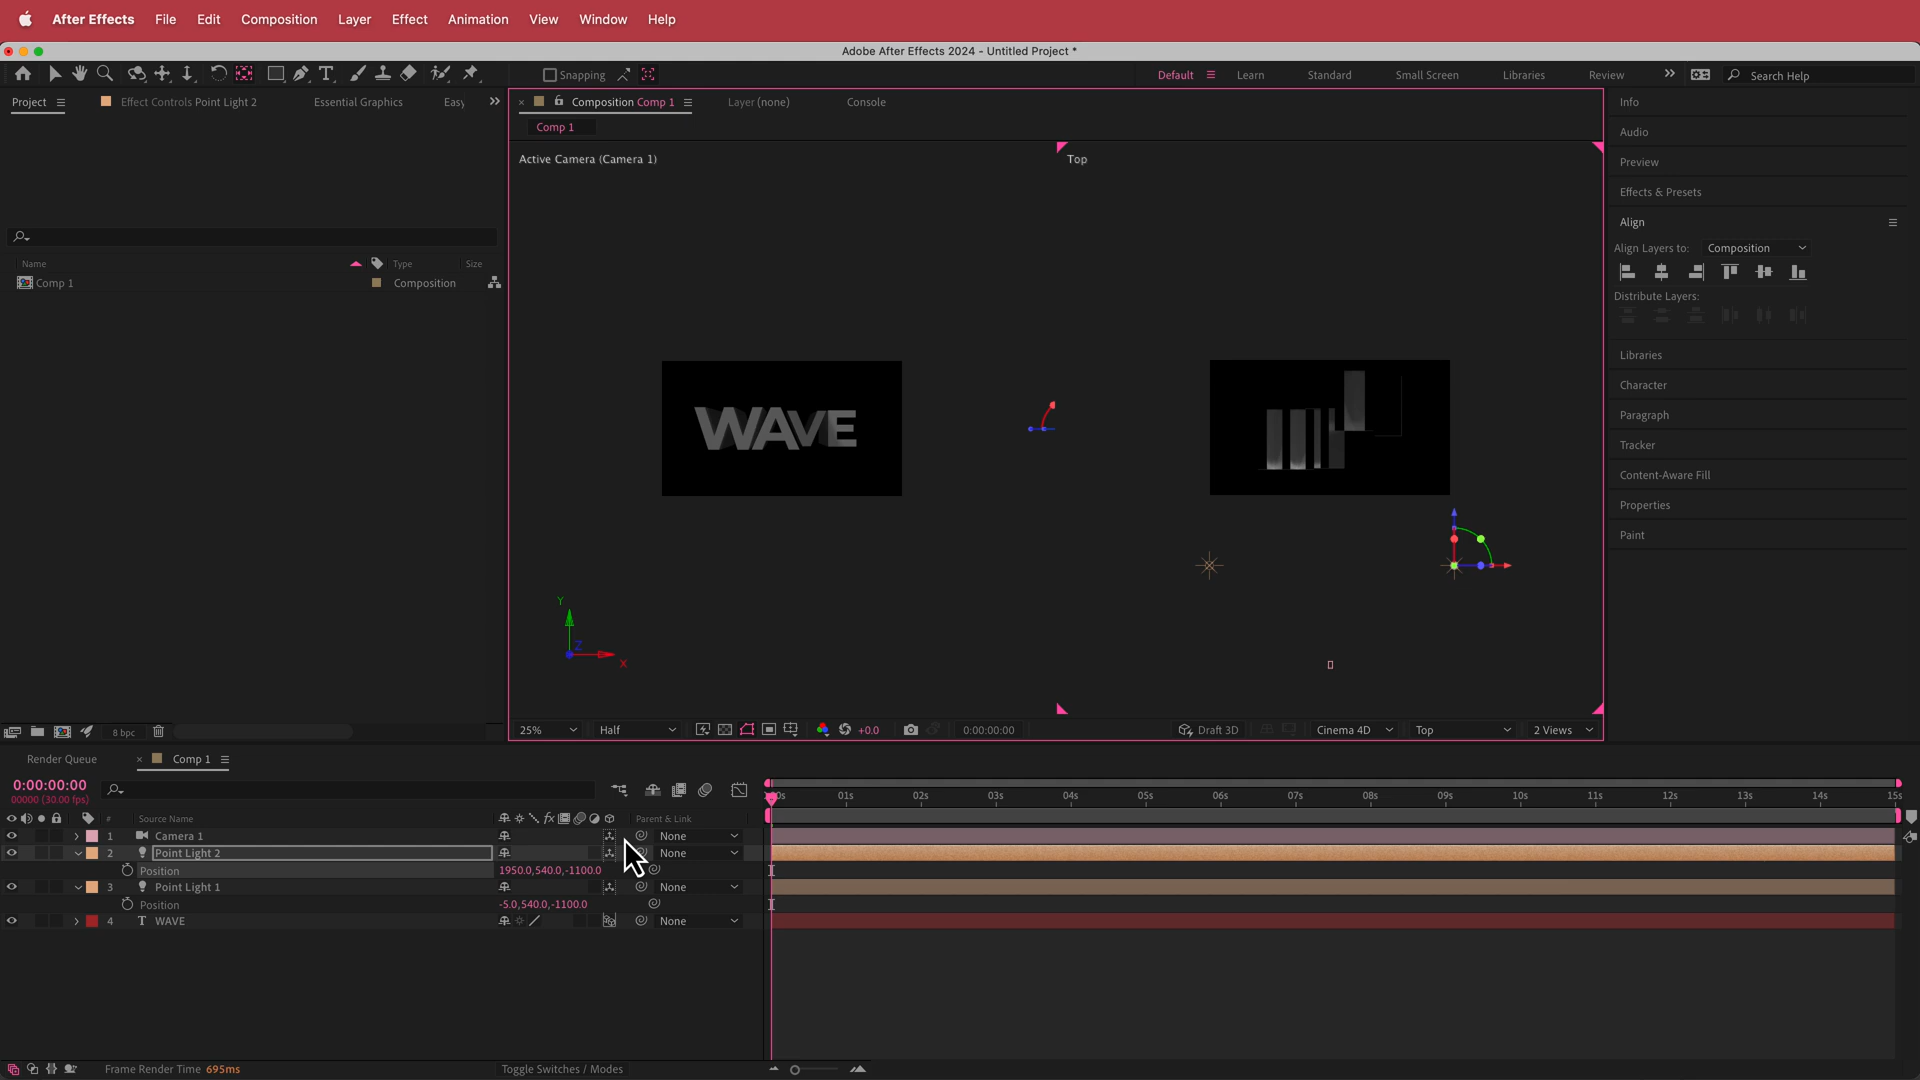 After Effects File Edit Composition Layer Effect Animation View Window Help
Adobe After Effects 2024 - Untitled Project *
Snapping Default Learn Standard Small Screen Libraries Review Search Help
Project Effect Controls Point Light 2 Essential Graphics Easy Composition Comp 1 Layer (none) Console Info
Comp 1
Audio
Active Camera (Camera 1) Top
Preview
Effects & Presets
Align
Align Layers to: Composition
Name Type Size
Comp 1 Composition
Distribute Layers:
Libraries
Character
Paragraph
WAVE
Tracker
Content-Aware Fill
Properties
Paint
Y
Z
X
8 bpc 25% Half +0.0 0:00:00:00 Draft 3D Cinema 4D Top 2 Views
Render Queue Comp 1
0:00:00:00
00000 (30.00 fps)
01s 02s 03s 04s 05s 06s 07s 08s 09s 10s 11s 12s 13s 14s 15s
# Source Name Parent & Link
1 Camera 1 None
2 Point Light 2 None
Position 1950.0,540.0,-1100.0
3 Point Light 1 None
Position -5.0,540.0,-1100.0
4 T WAVE None
Frame Render Time 695ms Toggle Switches / Modes